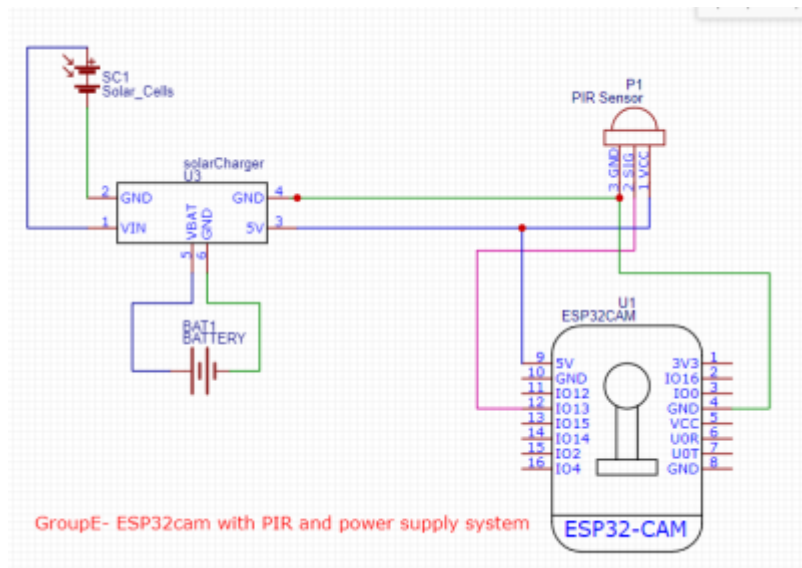 SC1
Solar_Cells
P1
PIR Sensor
3 GND
2 SIG
1 VCC
solarCharger
U3
2 GND
GND 4
1 VIN
5V 3
VBAT 5
GND 6
BAT1
BATTERY
U1
ESP32CAM
9 5V
3V3 1
10 GND
IO16 2
11 IO12
IO0 3
12 IO13
GND 4
13 IO15
VCC 5
14 IO14
U0R 6
15 IO2
U0T 7
16 IO4
GND 8
GroupE- ESP32cam with PIR and power supply system
ESP32-CAM